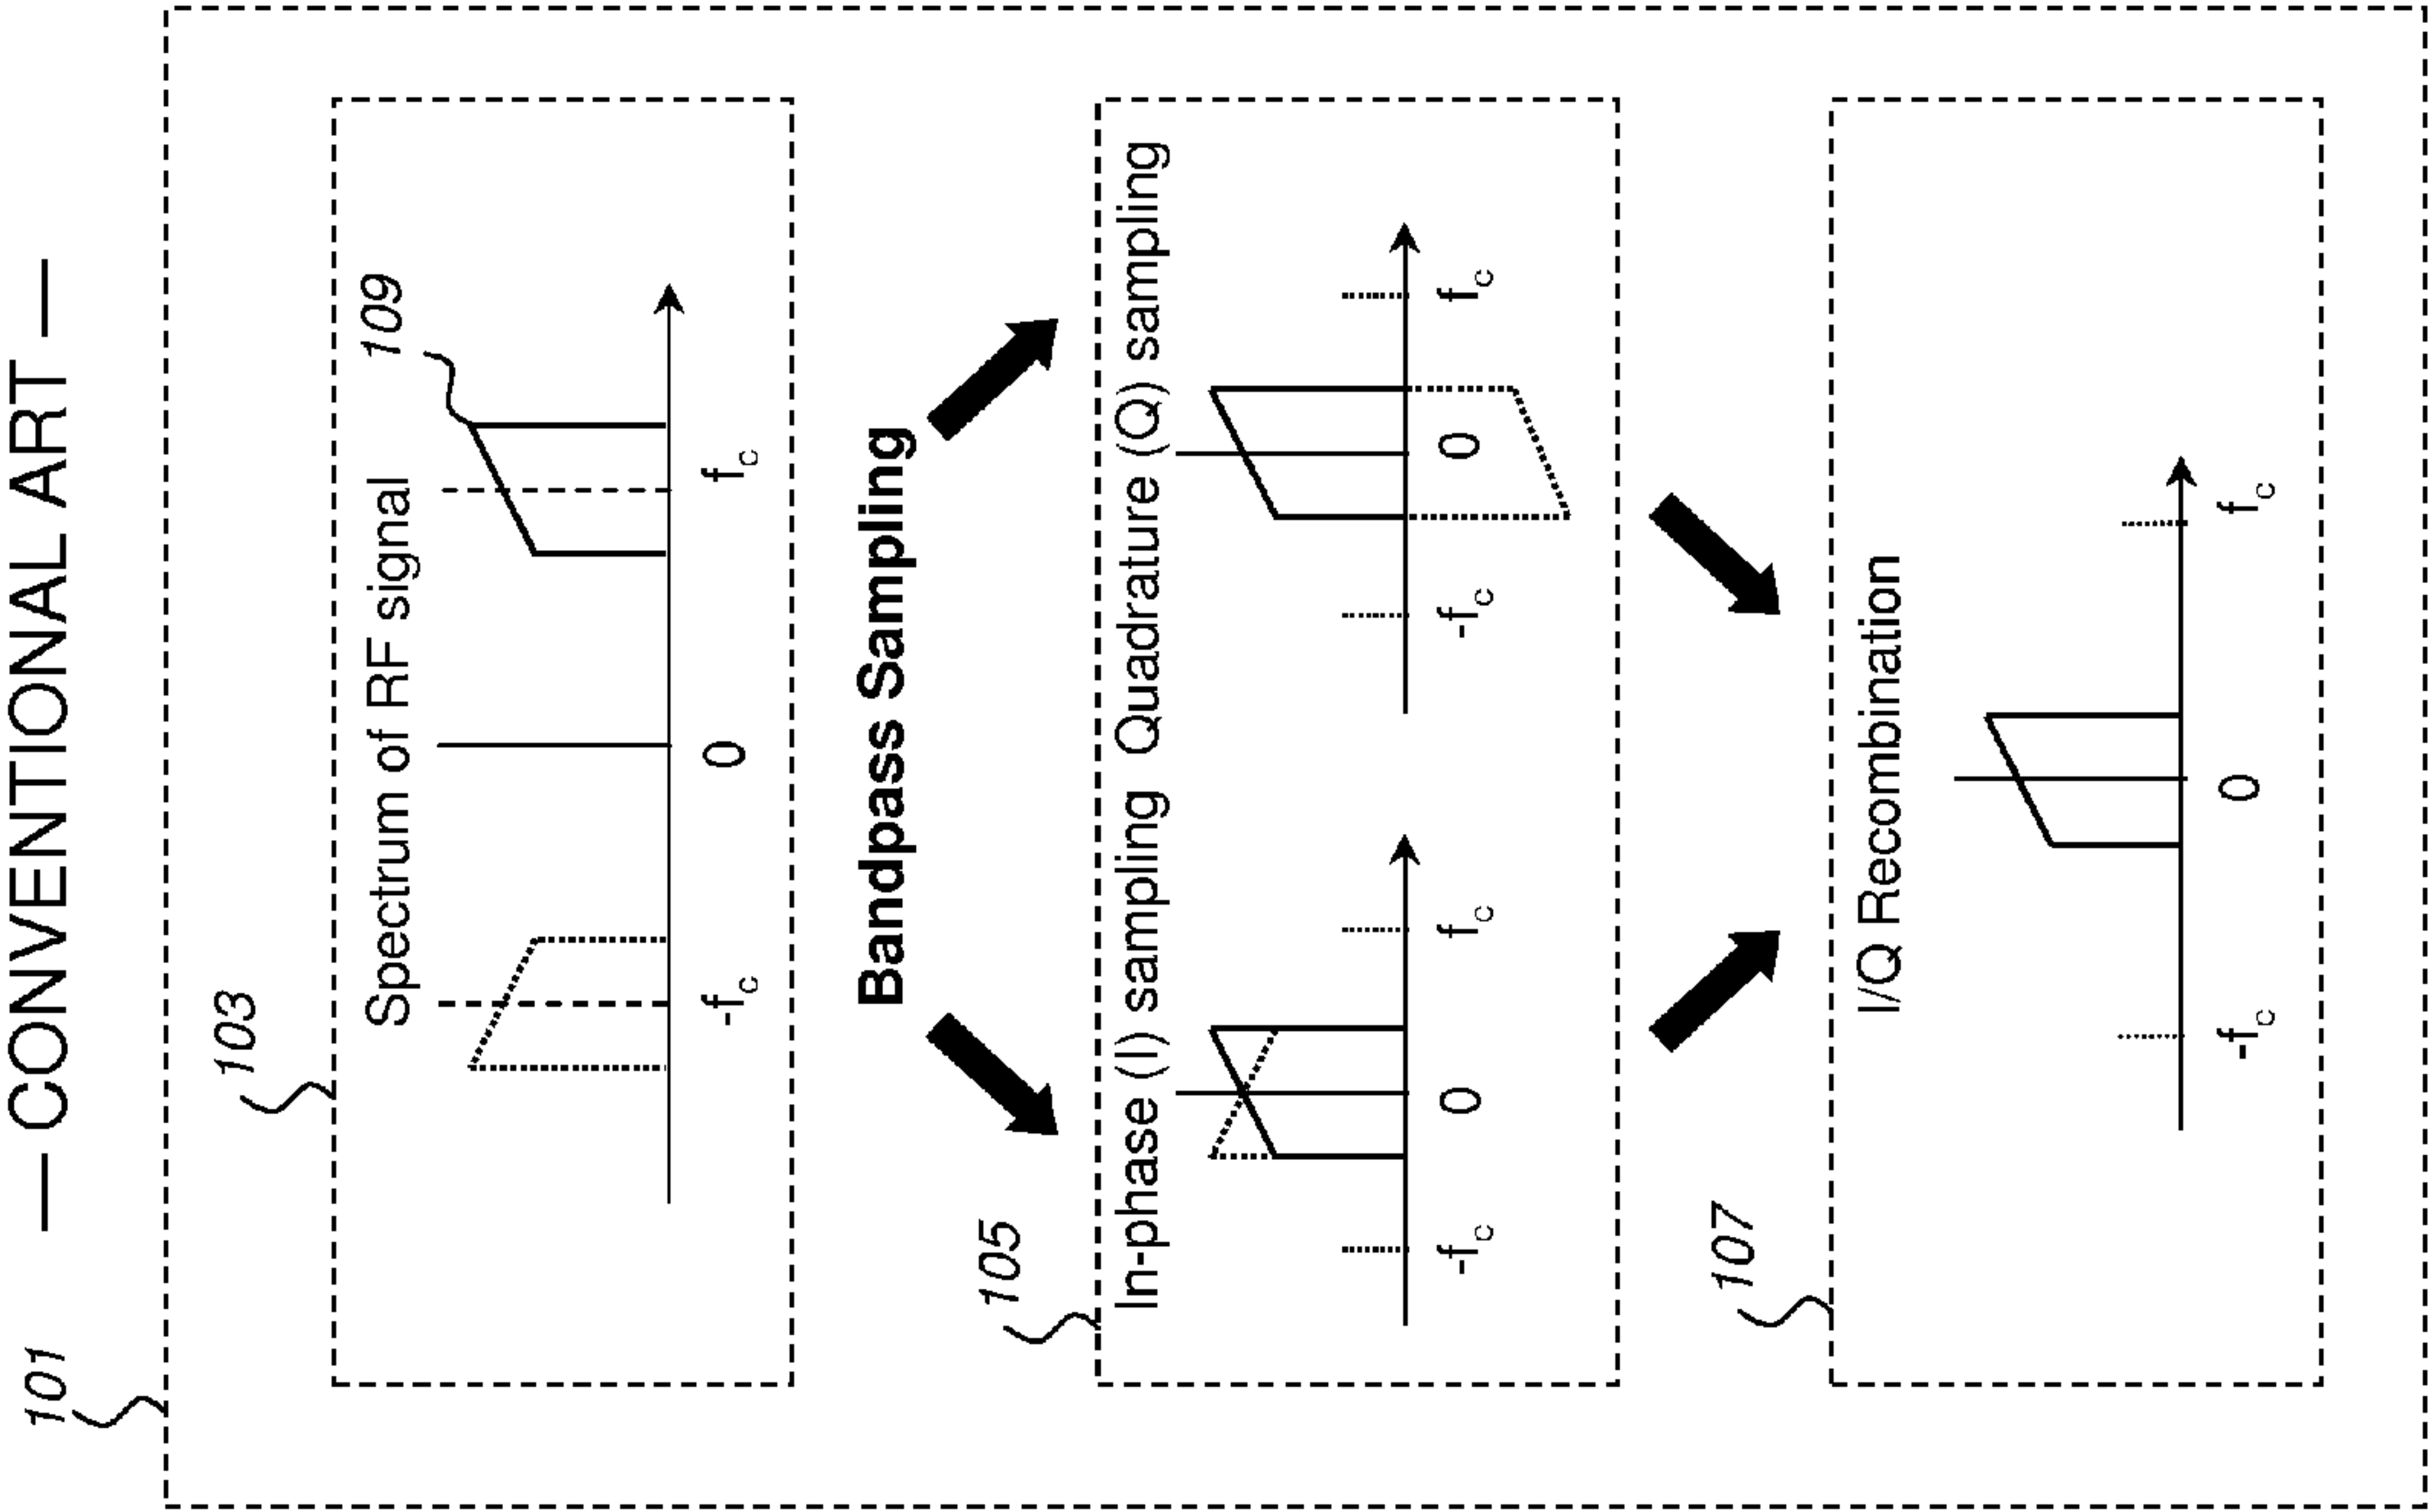 — CONVENTIONAL ART —
101
103
Spectrum of RF signal
109
-fc 0 fc
Bandpass Sampling
105
In-phase (I) sampling Quadrature (Q) sampling
-fc 0 fc -fc 0 fc
107
I/Q Recombination
-fc 0 fc